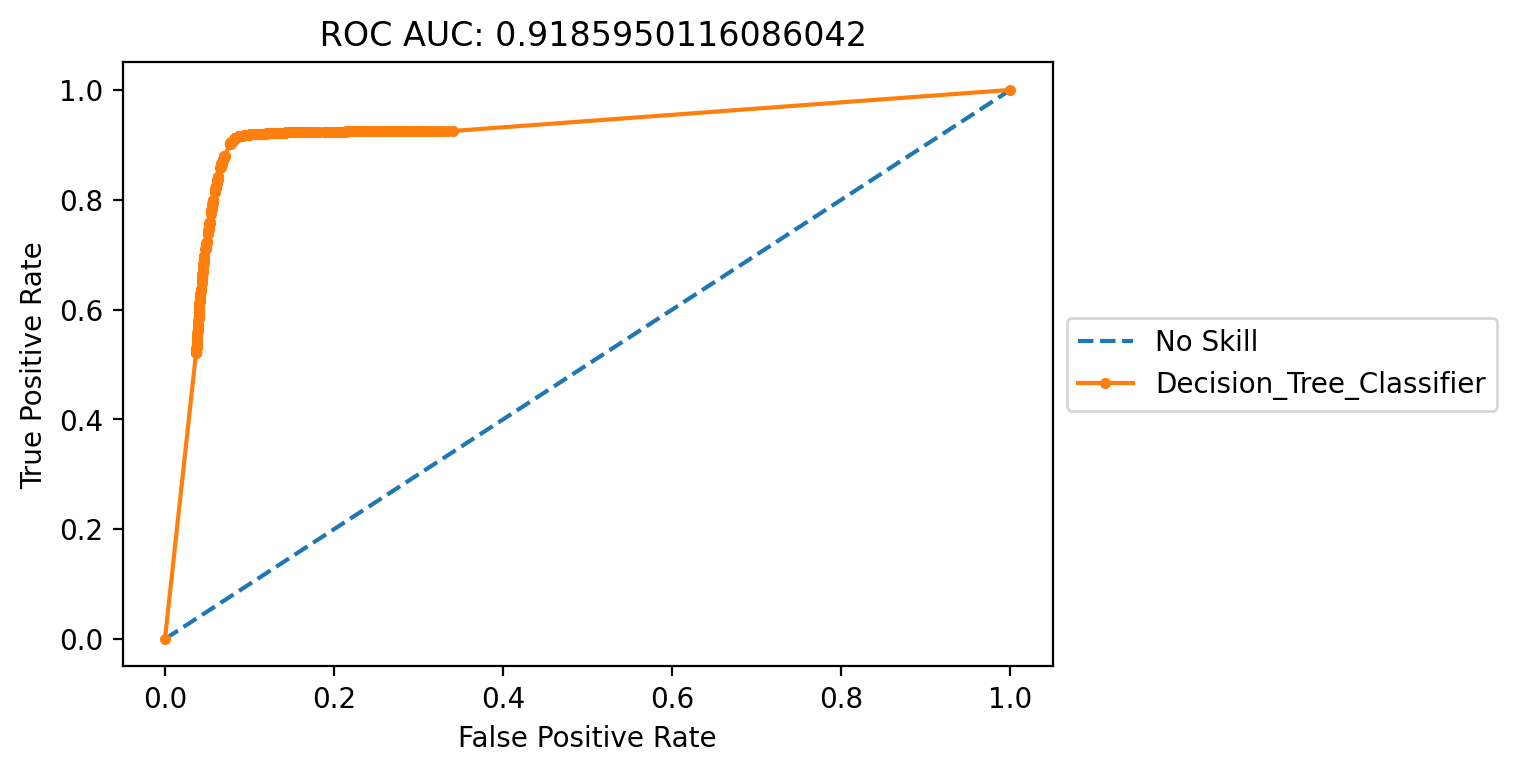 ROC AUC: 0.9185950116086042
1.0
0.8
0.6
0.4
0.2
0.0
True Positive Rate
0.0 0.2 0.4 0.6 0.8 1.0
False Positive Rate
No Skill
Decision_Tree_Classifier